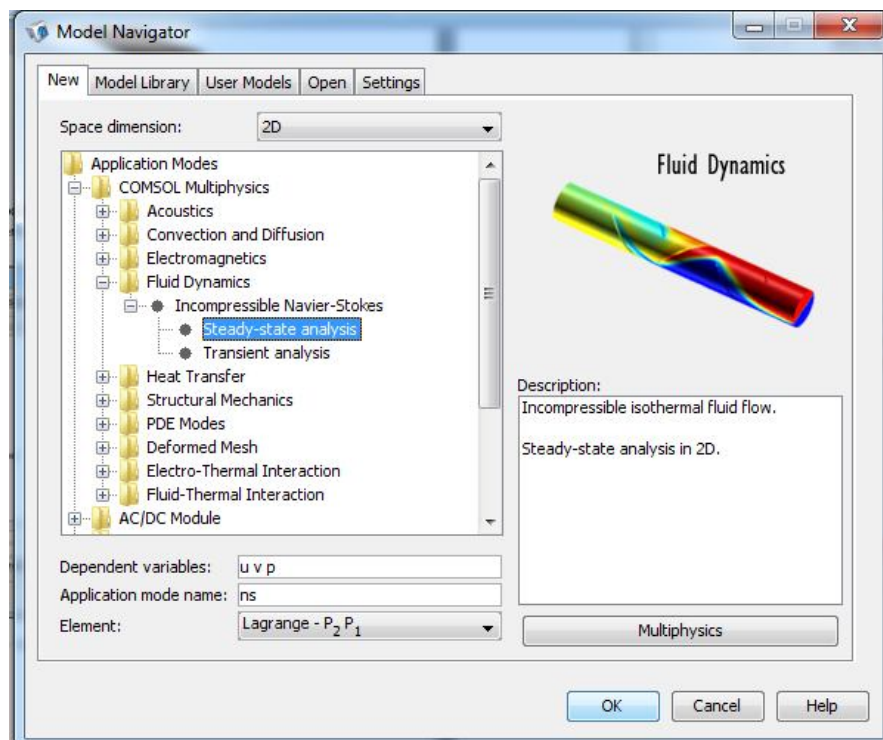 Model Navigator
New Model Library User Models Open Settings
Space dimension: 2D
Application Modes
COMSOL Multiphysics
Acoustics
Convection and Diffusion
Electromagnetics
Fluid Dynamics
Incompressible Navier-Stokes
Steady-state analysis
Transient analysis
Heat Transfer
Structural Mechanics
PDE Modes
Deformed Mesh
Electro-Thermal Interaction
Fluid-Thermal Interaction
AC/DC Module
Dependent variables: u v p
Application mode name: ns
Element: Lagrange - P2 P1
Fluid Dynamics
Description:
Incompressible isothermal fluid flow.
Steady-state analysis in 2D.
Multiphysics
OK Cancel Help